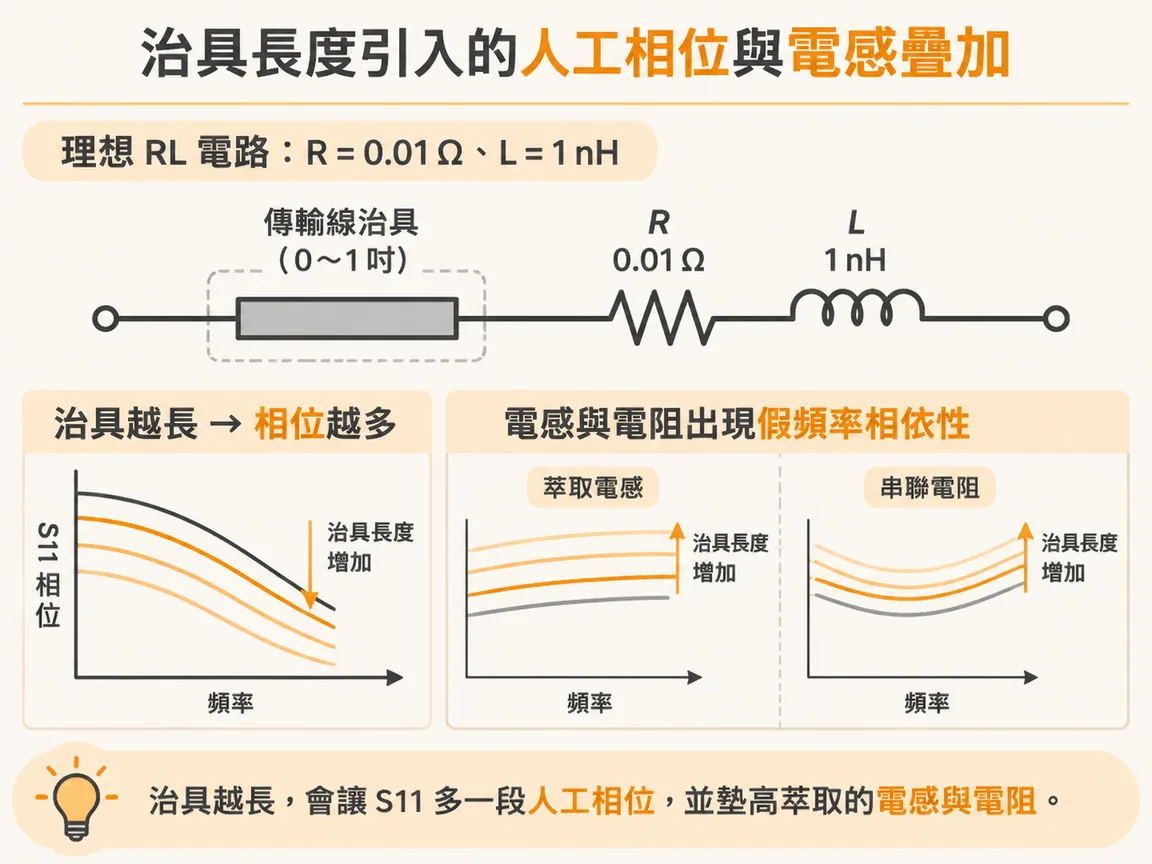 治具長度引入的人工相位與電感疊加
理想 RL 電路：R = 0.01 Ω、L = 1 nH
傳輸線治具
（0～1 吋）
R
0.01 Ω
L
1 nH
治具越長 → 相位越多
S11 相位
治具長度
增加
頻率
電感與電阻出現假頻率相依性
萃取電感
治具長度
增加
頻率
串聯電阻
治具長度
增加
頻率
治具越長，會讓 S11 多一段人工相位，並墊高萃取的電感與電阻。